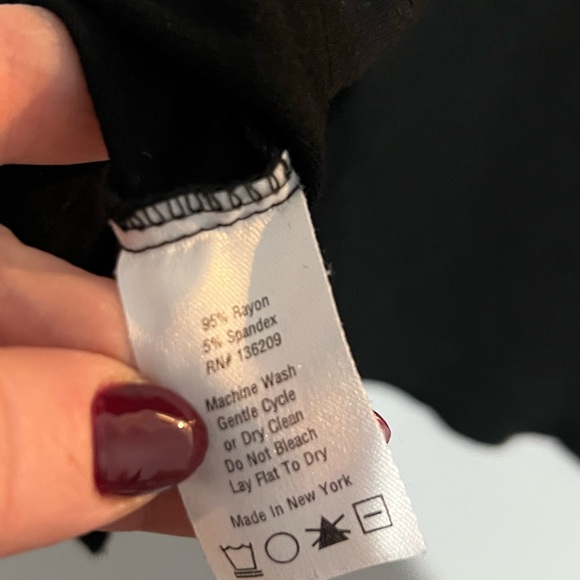 95% Rayon
5% Spandex
RN# 136209
Machine Wash
Gentle Cycle
or Dry Clean
Do Not Bleach
Lay Flat To Dry
Made In New York